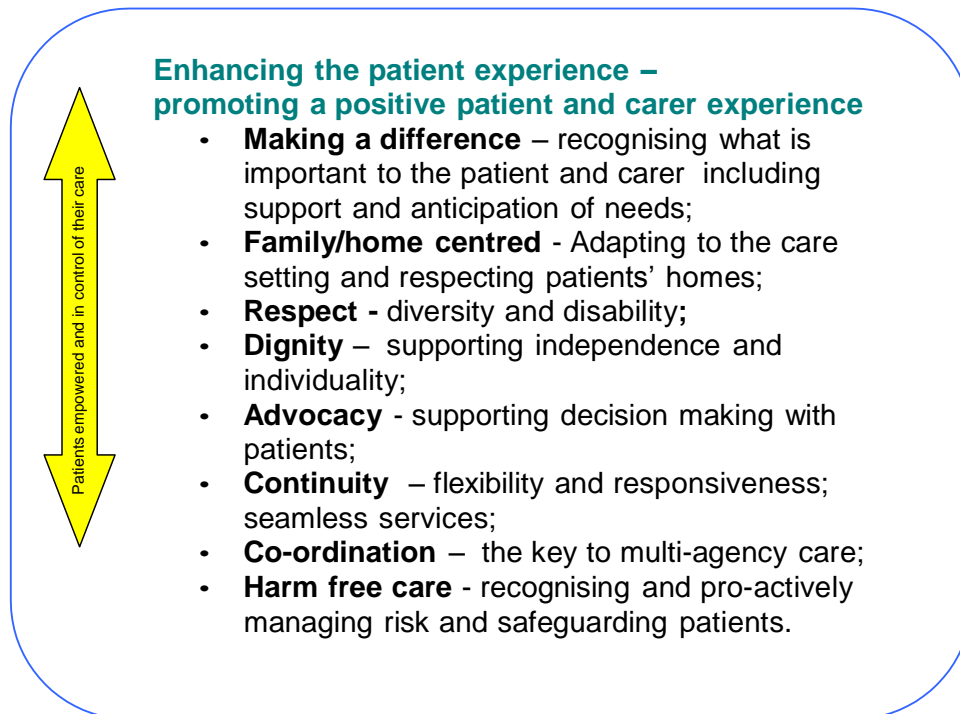 Enhancing the patient experience –
promoting a positive patient and carer experience
• Making a difference – recognising what is
important to the patient and carer including
support and anticipation of needs;
• Family/home centred - Adapting to the care
setting and respecting patients' homes;
• Respect - diversity and disability;
• Dignity – supporting independence and
individuality;
• Advocacy - supporting decision making with
patients;
• Continuity – flexibility and responsiveness;
seamless services;
• Co-ordination – the key to multi-agency care;
• Harm free care - recognising and pro-actively
managing risk and safeguarding patients.
Patients empowered and in control of their care